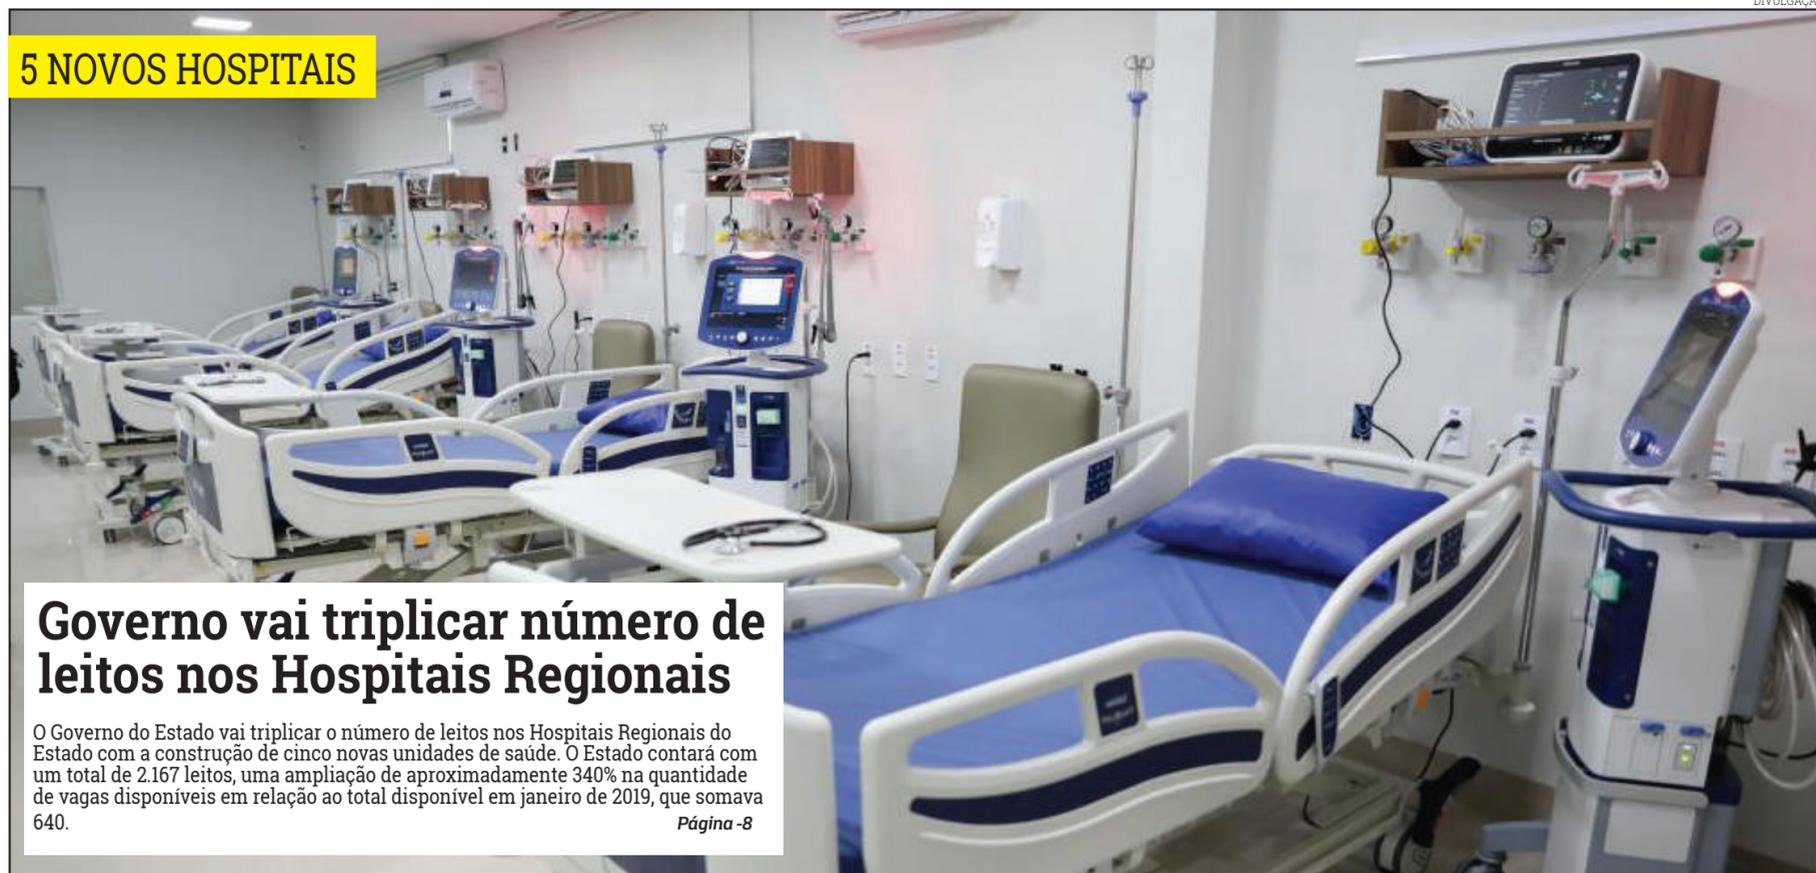 DIVULGAÇÃ
5 NOVOS HOSPITAIS
Governo vai triplicar número de
leitos nos Hospitais Regionais
O Governo do Estado vai triplicar o número de leitos nos Hospitais Regionais do
Estado com a construção de cinco novas unidades de saúde. O Estado contará com
um total de 2.167 leitos, uma ampliação de aproximadamente 340% na quantidade
de vagas disponíveis em relação ao total disponível em janeiro de 2019, que somava
640.
Página -8